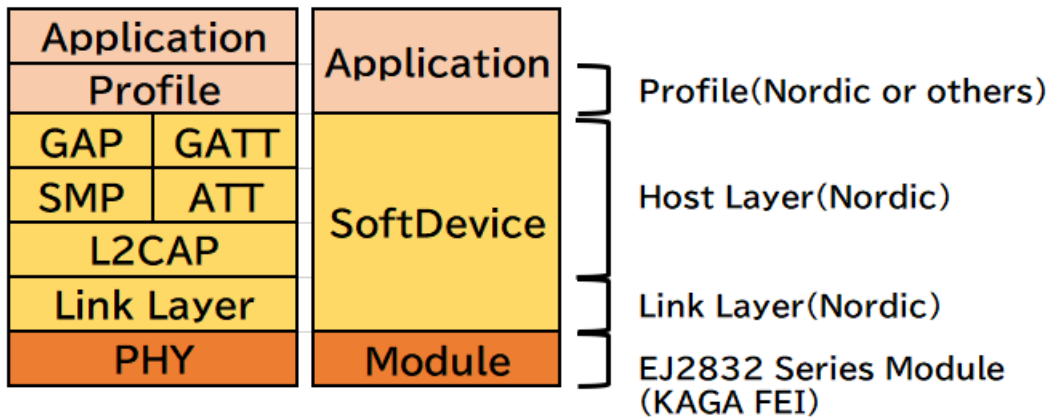 Application
Profile
GAP GATT
SMP ATT
L2CAP
Link Layer
PHY
Application
SoftDevice
Module
Profile(Nordic or others)
Host Layer(Nordic)
Link Layer(Nordic)
EJ2832 Series Module
(KAGA FEI)